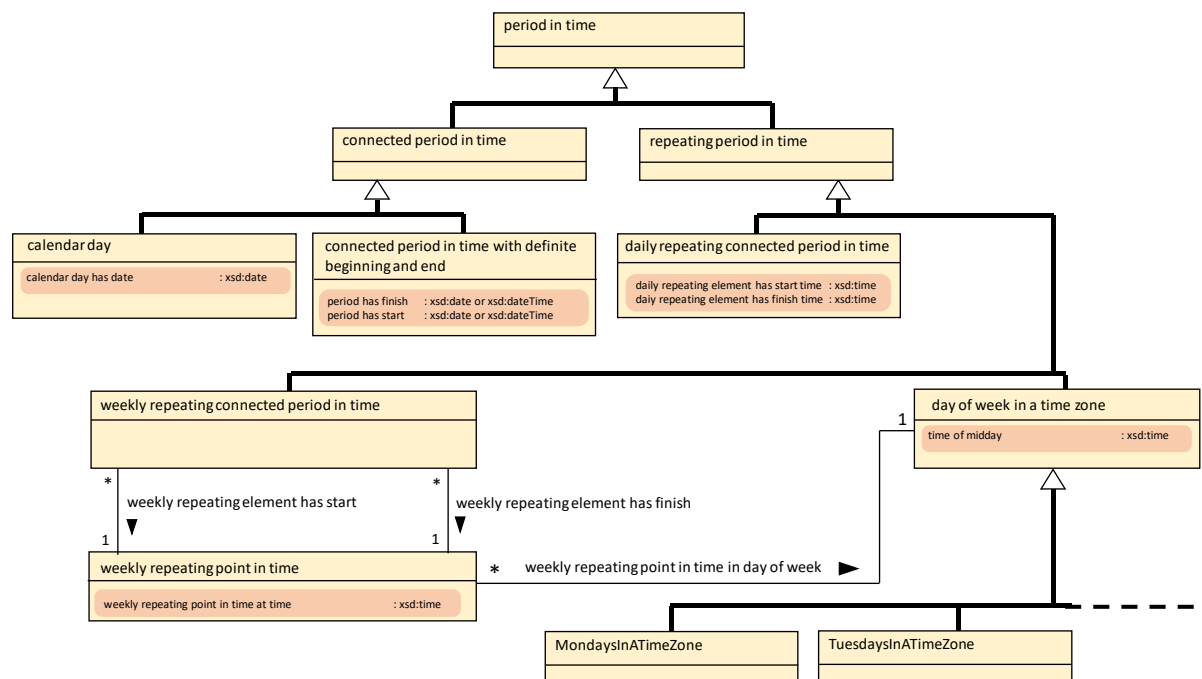 period in time
connected period in time
repeating period in time
calendar day
calendar day has date : xsd:date
connected period in time with definite
beginning and end
period has finish : xsd:date or xsd:dateTime
period has start : xsd:date or xsd:dateTime
daily repeating connected period in time
daily repeating element has start time : xsd:time
daily repeating element has finish time : xsd:time
weekly repeating connected period in time
day of week in a time zone
time of midday : xsd:time
1
*
*
weekly repeating element has start
weekly repeating element has finish
1
1
weekly repeating point in time
weekly repeating point in time at time : xsd:time
*
weekly repeating point in time in day of week
MondaysInATimeZone
TuesdaysInATimeZone